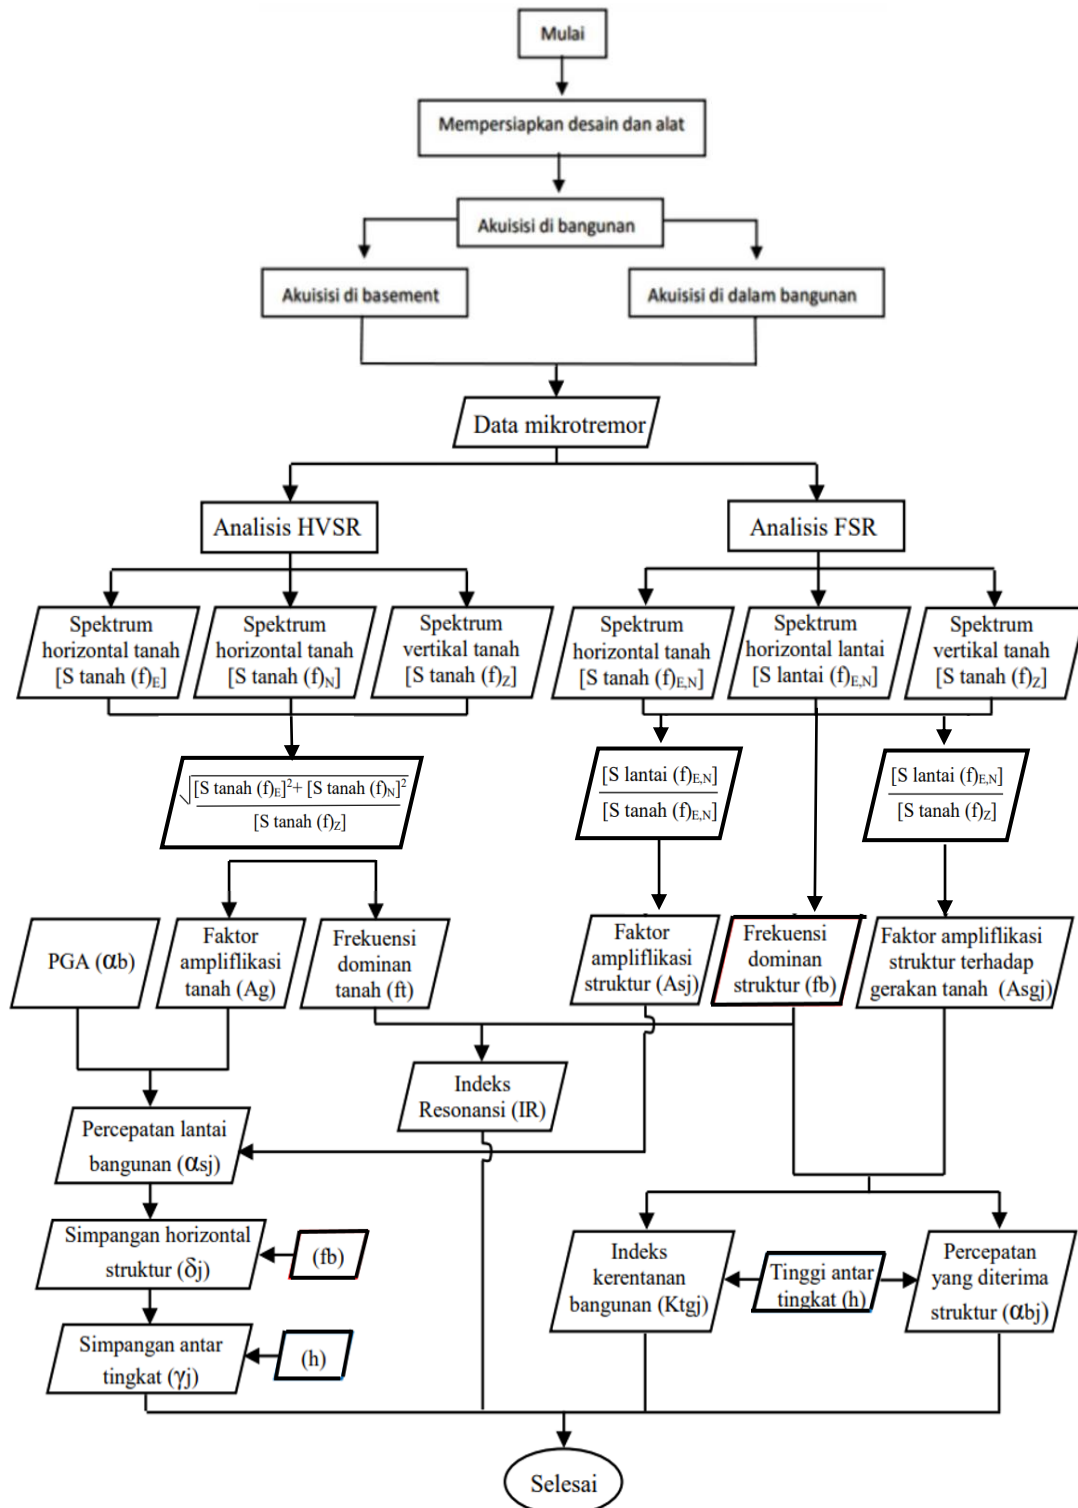 Mulai
Mempersiapkan desain dan alat
Akuisisi di bangunan
Akuisisi di basement
Akuisisi di dalam bangunan
Data mikrotremor
Analisis HVSR
Analisis FSR
Spektrum
horizontal tanah
[S tanah (f)E]
Spektrum
horizontal tanah
[S tanah (f)N]
Spektrum
vertikal tanah
[S tanah (f)Z]
Spektrum
horizontal tanah
[S tanah (f)E,N]
Spektrum
horizontal lantai
[S lantai (f)E,N]
Spektrum
vertikal tanah
[S tanah (f)Z]
√[S tanah (f)E]²+ [S tanah (f)N]²
[S tanah (f)Z]
[S lantai (f)E,N]
[S tanah (f)E,N]
[S lantai (f)E,N]
[S tanah (f)Z]
PGA (αb)
Faktor
ampliflikasi
tanah (Ag)
Frekuensi
dominan
tanah (ft)
Faktor
ampliflikasi
struktur (Asj)
Frekuensi
dominan
struktur (fb)
Faktor ampliflikasi
struktur terhadap
gerakan tanah (Asgj)
Indeks
Resonansi (IR)
Percepatan lantai
bangunan (αsj)
Simpangan horizontal
struktur (δj)
(fb)
Simpangan antar
tingkat (γj)
(h)
Indeks
kerentanan
bangunan (Ktgj)
Tinggi antar
tingkat (h)
Percepatan
yang diterima
struktur (αbj)
Selesai